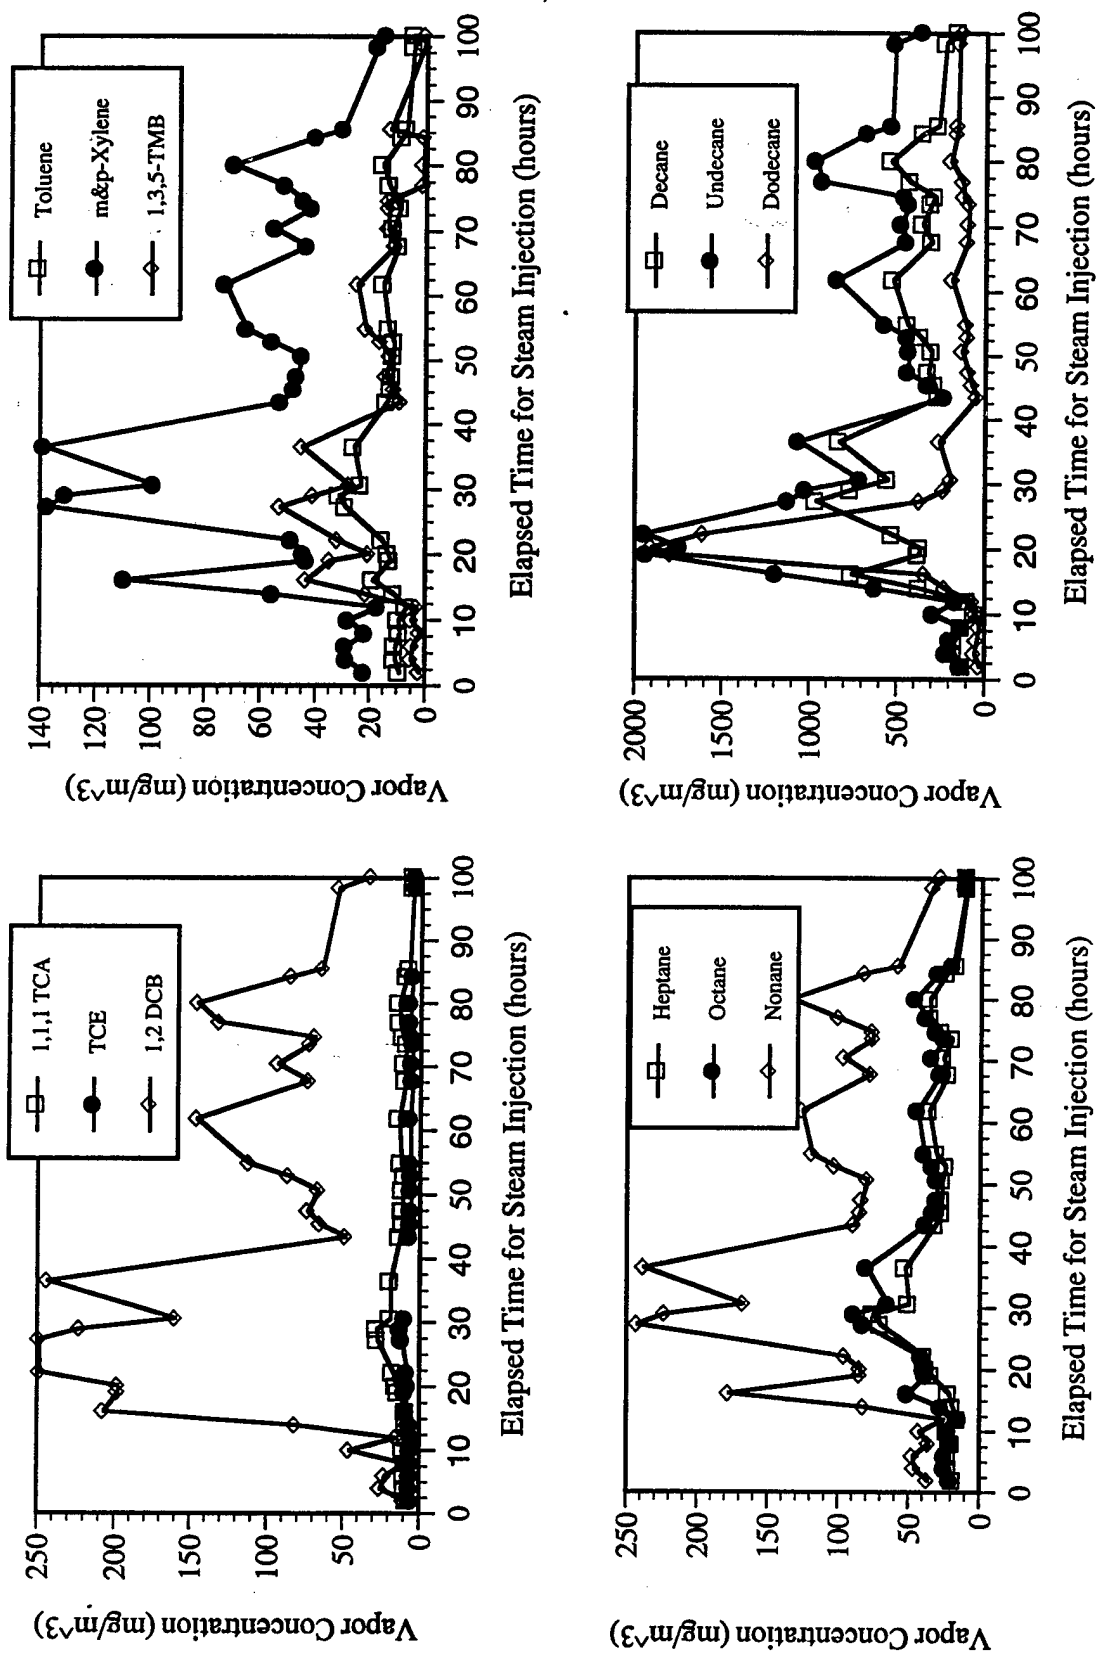 Vapor Concentration (mg/m^3)
250
200
150
100
50
0
1,1,1 TCA
TCE
1,2 DCB
0 10 20 30 40 50 60 70 80 90 100
Elapsed Time for Steam Injection (hours)
Vapor Concentration (mg/m^3)
140
120
100
80
60
40
20
0
Toluene
m&p-Xylene
1,3,5-TMB
0 10 20 30 40 50 60 70 80 90 100
Elapsed Time for Steam Injection (hours)
Vapor Concentration (mg/m^3)
250
200
150
100
50
0
Heptane
Octane
Nonane
0 10 20 30 40 50 60 70 80 90 100
Elapsed Time for Steam Injection (hours)
Vapor Concentration (mg/m^3)
2000
1500
1000
500
0
Decane
Undecane
Dodecane
0 10 20 30 40 50 60 70 80 90 100
Elapsed Time for Steam Injection (hours)